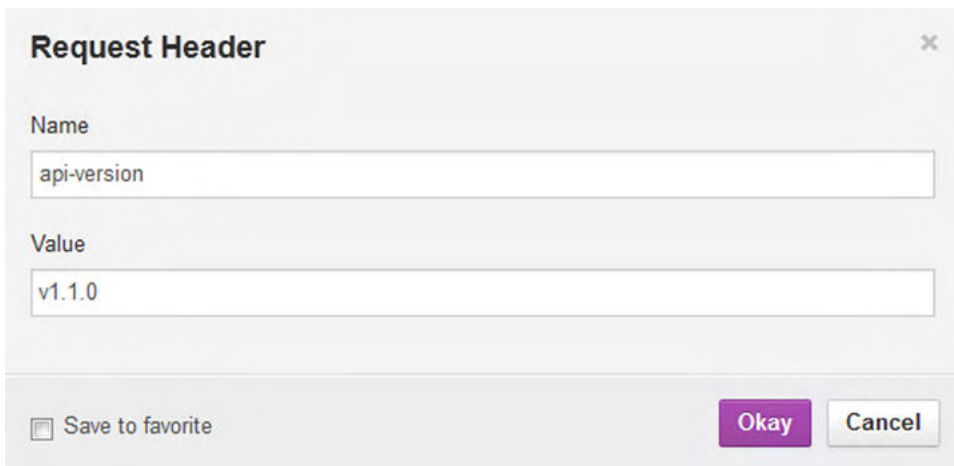 Request Header
Name
api-version
Value
v1.1.0
Save to favorite
Okay
Cancel